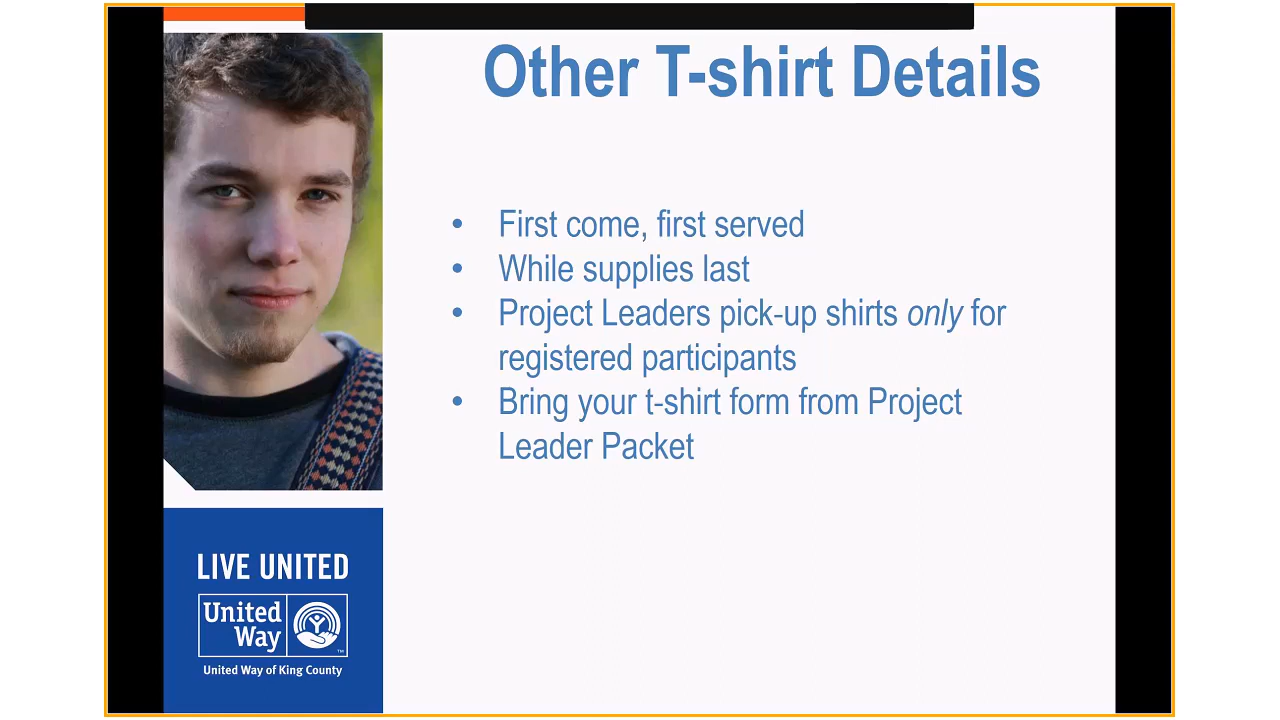 Other T-shirt Details
• First come, first served
• While supplies last
• Project Leaders pick-up shirts only for
registered participants
• Bring your t-shirt form from Project
Leader Packet
LIVE UNITED
United
Way
™
United Way of King County